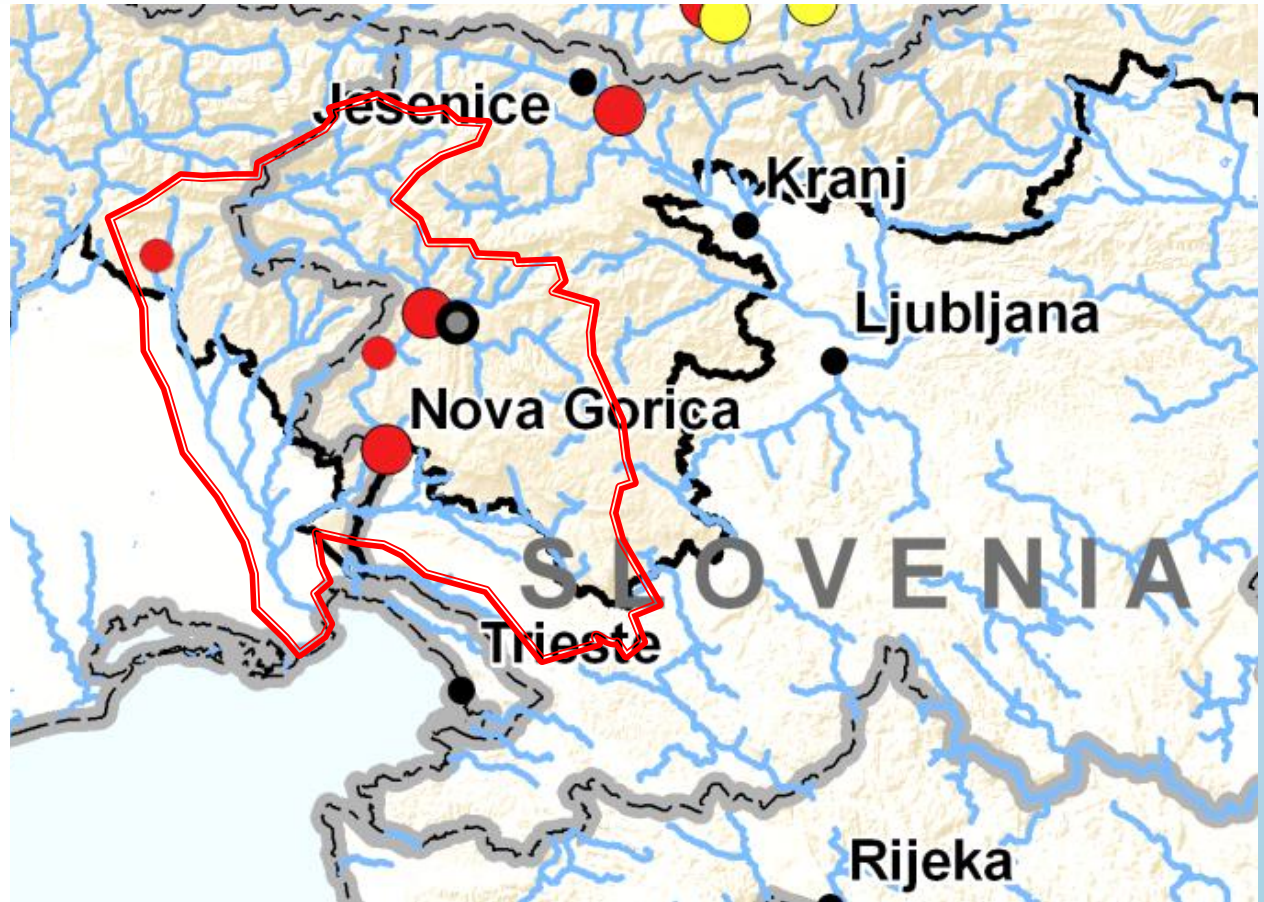 Jesenice
Kranj
Ljubljana
Nova Gorica
SLOVENIA
Trieste
Rijeka